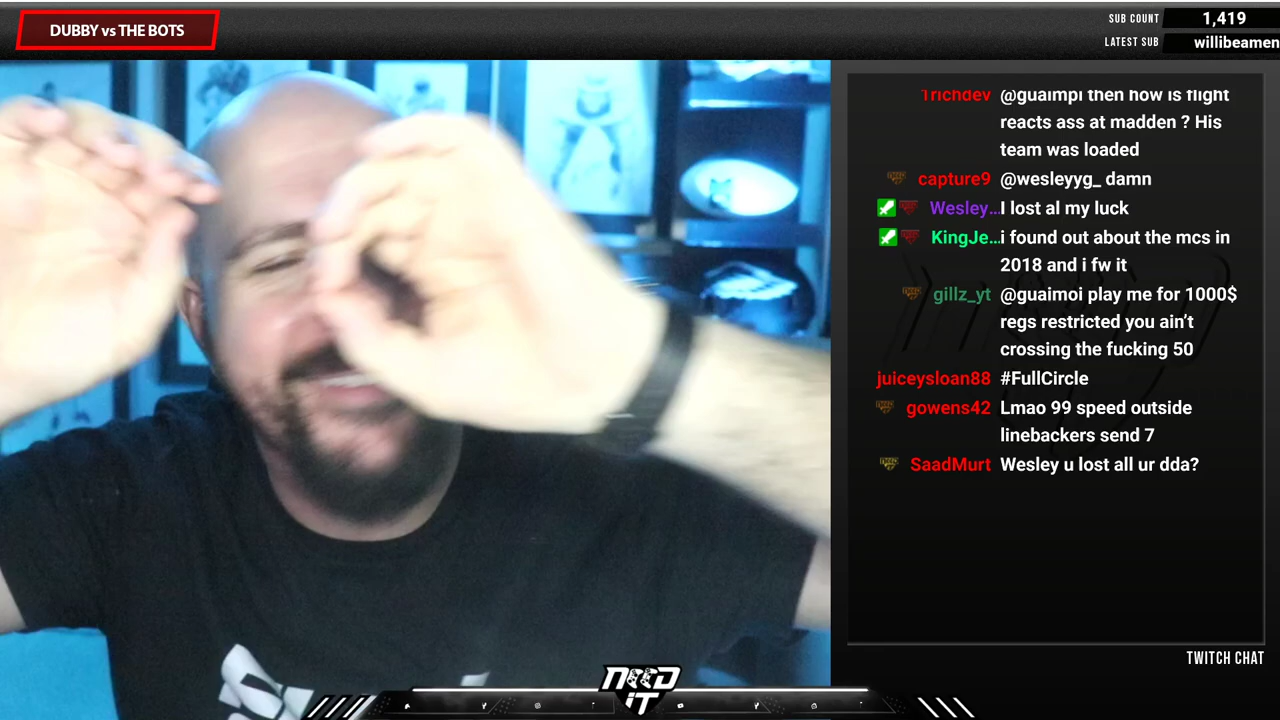 DUBBY vs THE BOTS
SUB COUNT 1,419
LATEST SUB willibeamen
Trichdev @guaimpi then how is flight
reacts ass at madden ? His
team was loaded
capture9 @wesleyyg_ damn
Wesley... I lost al my luck
KingJe... i found out about the mcs in
2018 and i fw it
gillz_yt @guaimoi play me for 1000$
regs restricted you ain't
crossing the fucking 50
juiceysloan88 #FullCircle
gowens42 Lmao 99 speed outside
linebackers send 7
SaadMurt Wesley u lost all ur dda?
TWITCH CHAT
NEED
IT